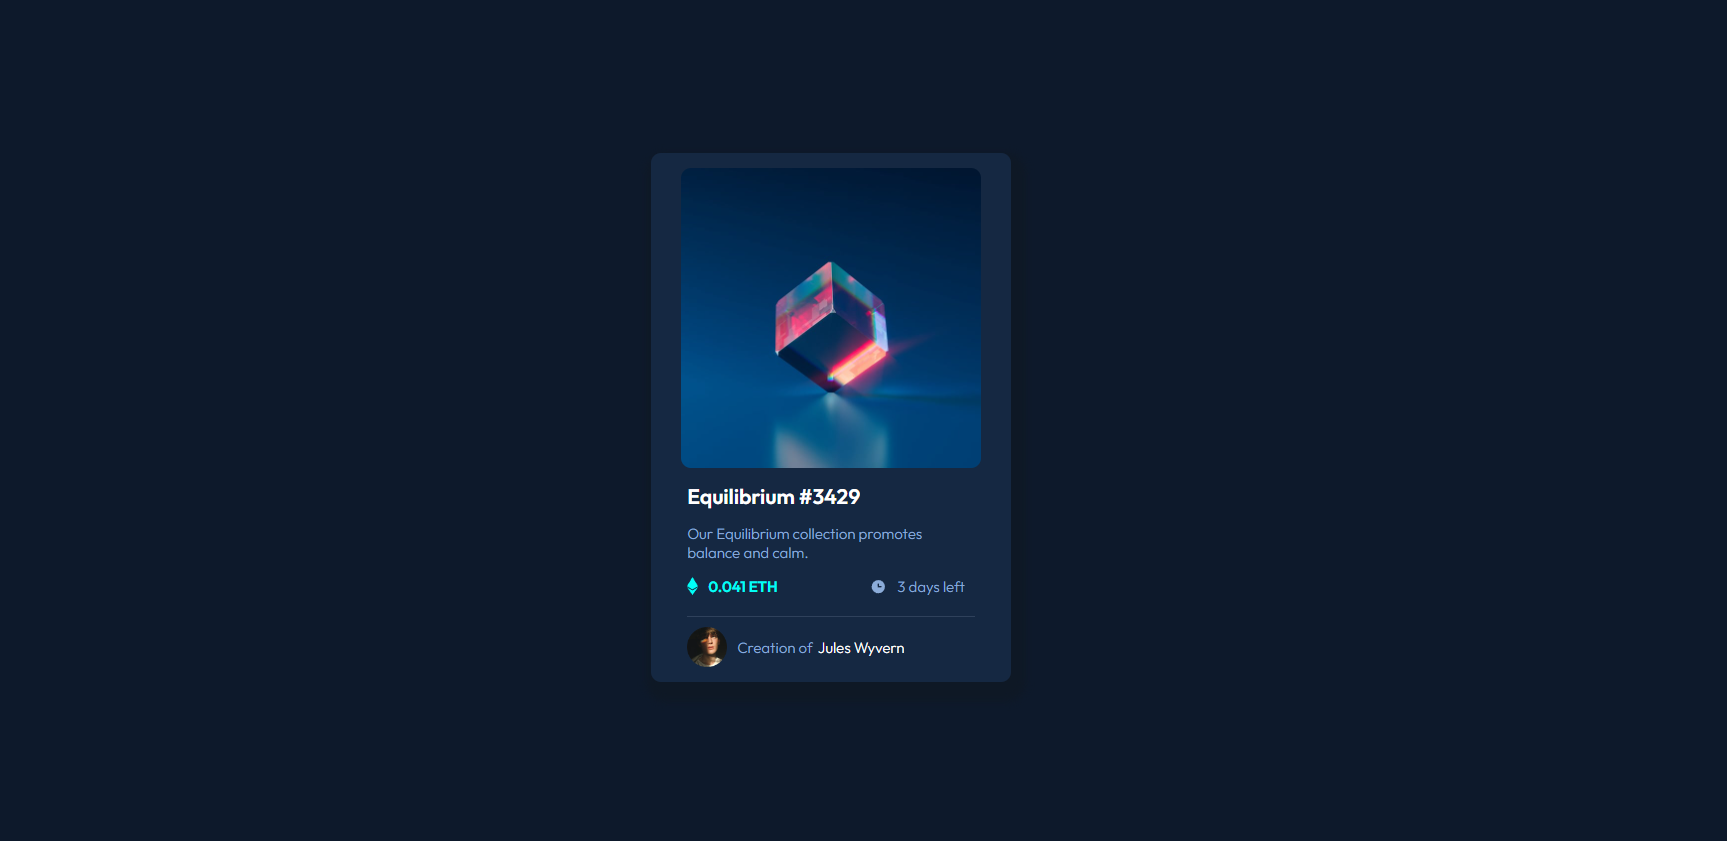 Equilibrium #3429
Our Equilibrium collection promotes
balance and calm.
0.041 ETH 3 days left
Creation of Jules Wyvern